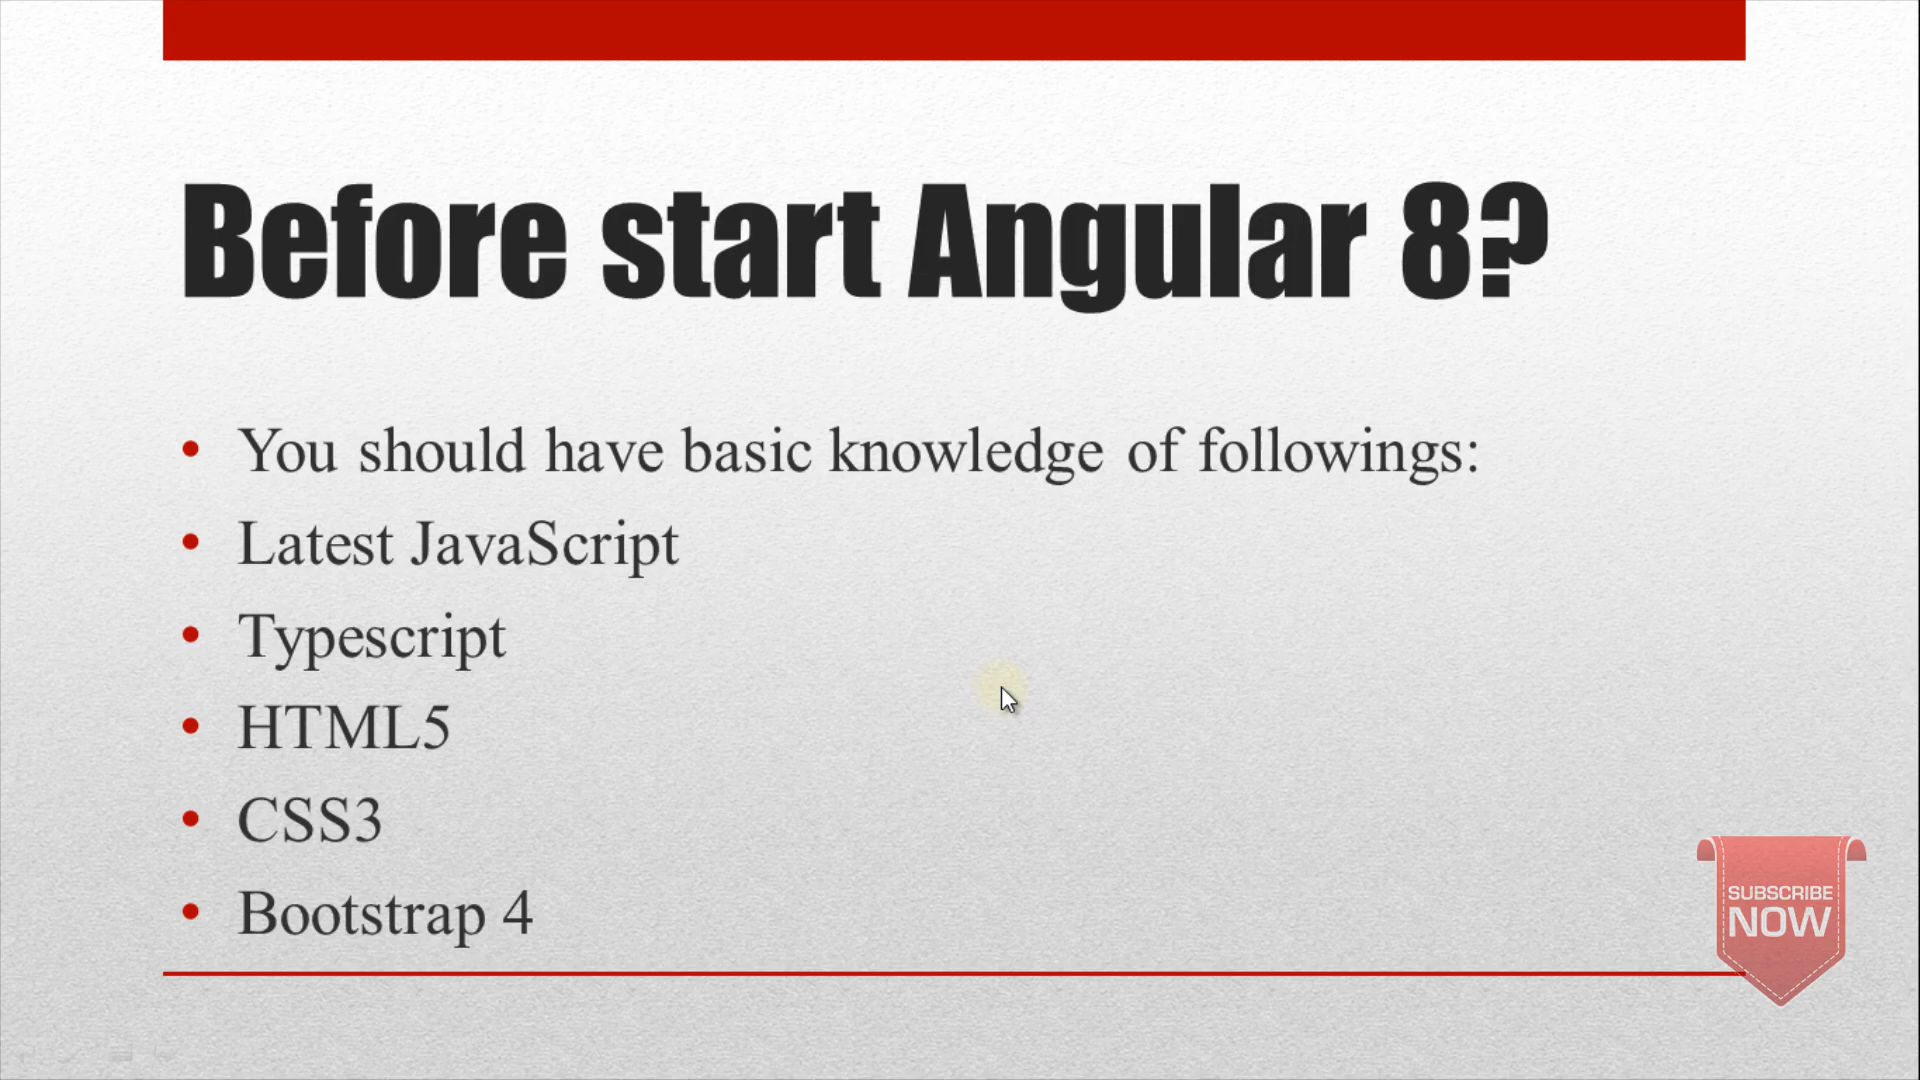 Before start Angular 8?
• You should have basic knowledge of followings:
• Latest JavaScript
• Typescript
• HTML5
• CSS3
• Bootstrap 4
SUBSCRIBE
NOW